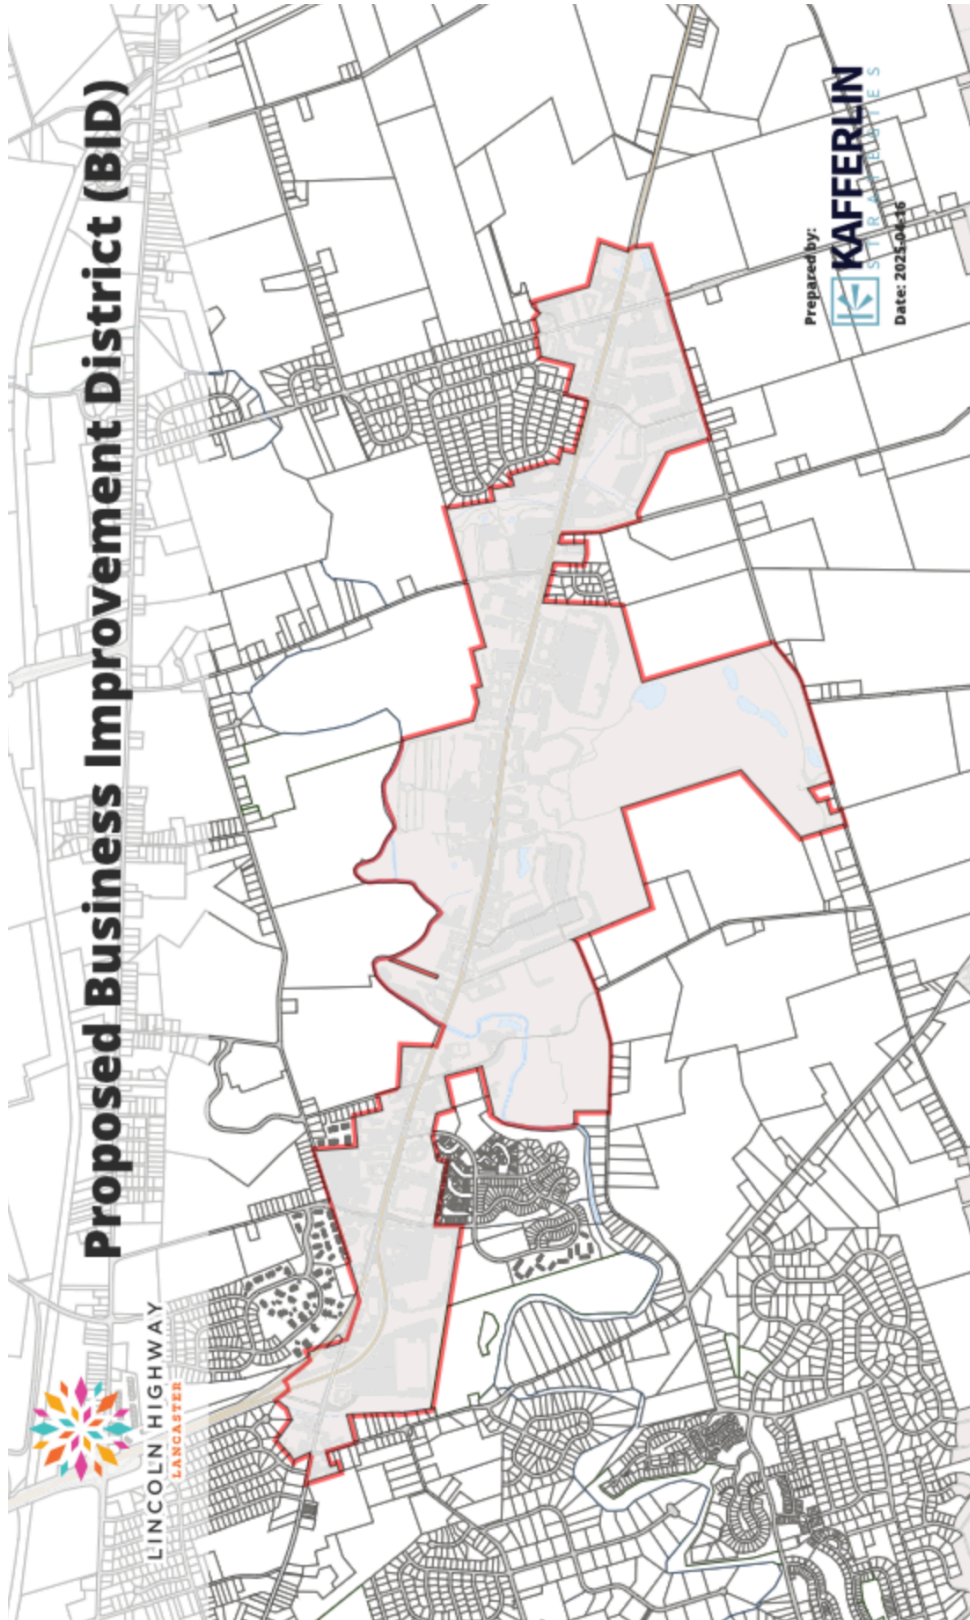 Proposed Business Improvement District (BID)
LINCOLN HIGHWAY
LANCASTER
Prepared by:
KAFFERLIN
STRATEGIES
Date: 2025-04-16